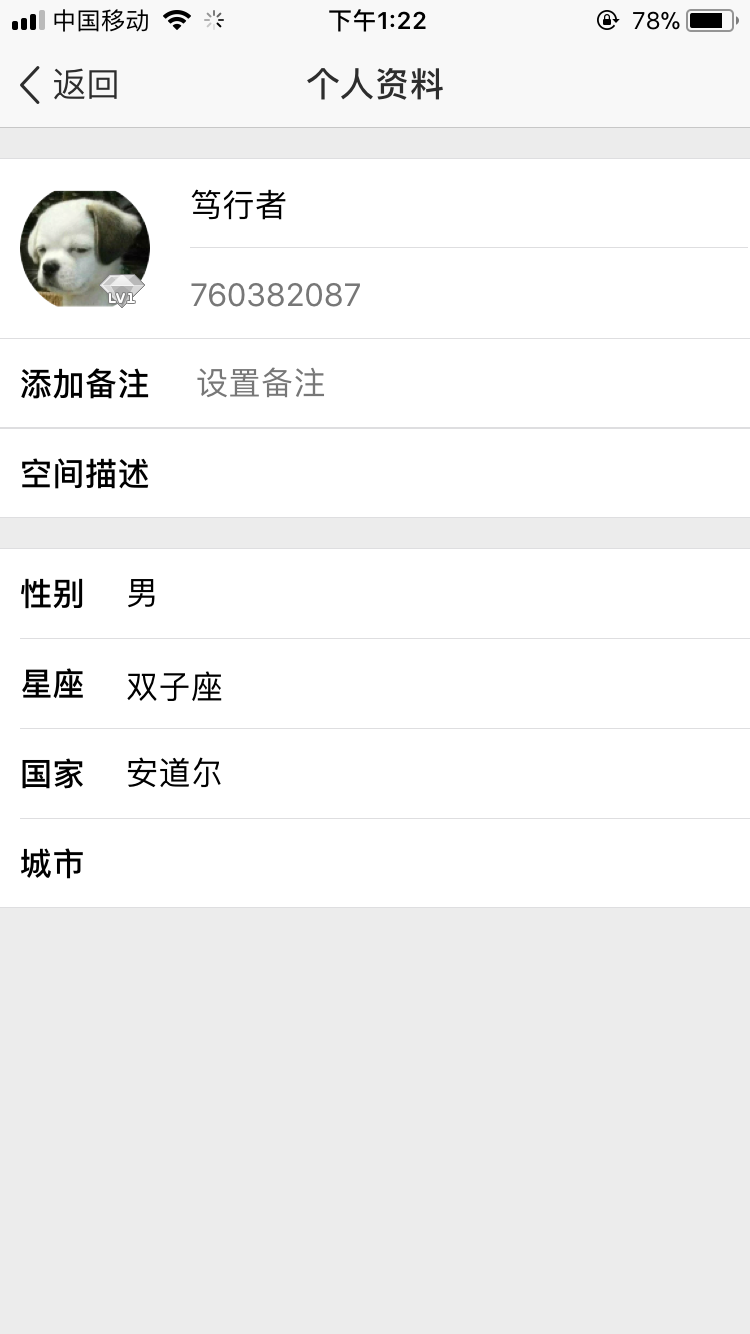 中国移动 下午1:22 78%
返回 个人资料
笃行者
LV1
760382087
添加备注 设置备注
空间描述
性别 男
星座 双子座
国家 安道尔
城市